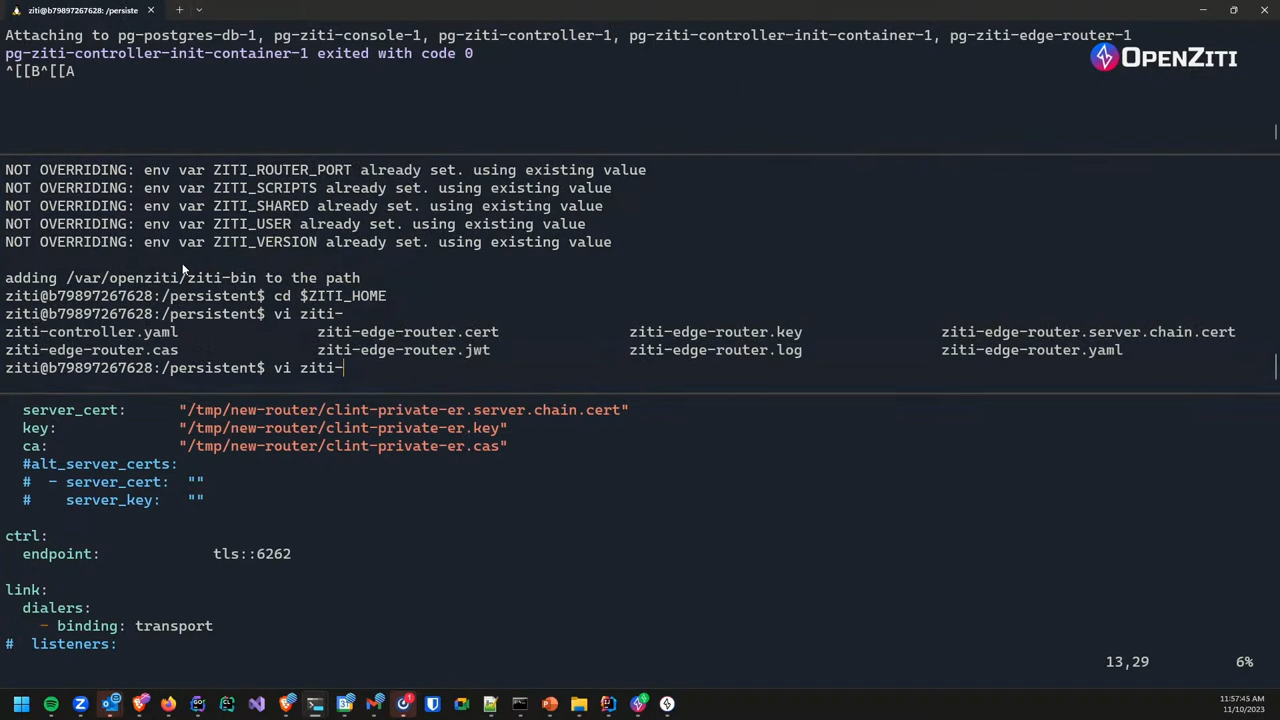 ziti@b79897267628: /persiste
Attaching to pg-postgres-db-1, pg-ziti-console-1, pg-ziti-controller-1, pg-ziti-controller-init-container-1, pg-ziti-edge-router-1
pg-ziti-controller-init-container-1 exited with code 0
^[[B^[[A
OPENZITI
NOT OVERRIDING: env var ZITI_ROUTER_PORT already set. using existing value
NOT OVERRIDING: env var ZITI_SCRIPTS already set. using existing value
NOT OVERRIDING: env var ZITI_SHARED already set. using existing value
NOT OVERRIDING: env var ZITI_USER already set. using existing value
NOT OVERRIDING: env var ZITI_VERSION already set. using existing value
adding /var/openziti/ziti-bin to the path
ziti@b79897267628:/persistent$ cd $ZITI_HOME
ziti@b79897267628:/persistent$ vi ziti-
ziti-controller.yaml ziti-edge-router.cert ziti-edge-router.key ziti-edge-router.server.chain.cert
ziti-edge-router.cas ziti-edge-router.jwt ziti-edge-router.log ziti-edge-router.yaml
ziti@b79897267628:/persistent$ vi ziti-
server_cert: "/tmp/new-router/clint-private-er.server.chain.cert"
key: "/tmp/new-router/clint-private-er.key"
ca: "/tmp/new-router/clint-private-er.cas"
#alt_server_certs:
# - server_cert: ""
# server_key: ""
ctrl:
endpoint: tls::6262
link:
dialers:
- binding: transport
# listeners:
13,29 6%
11:57:45 AM
11/10/2023